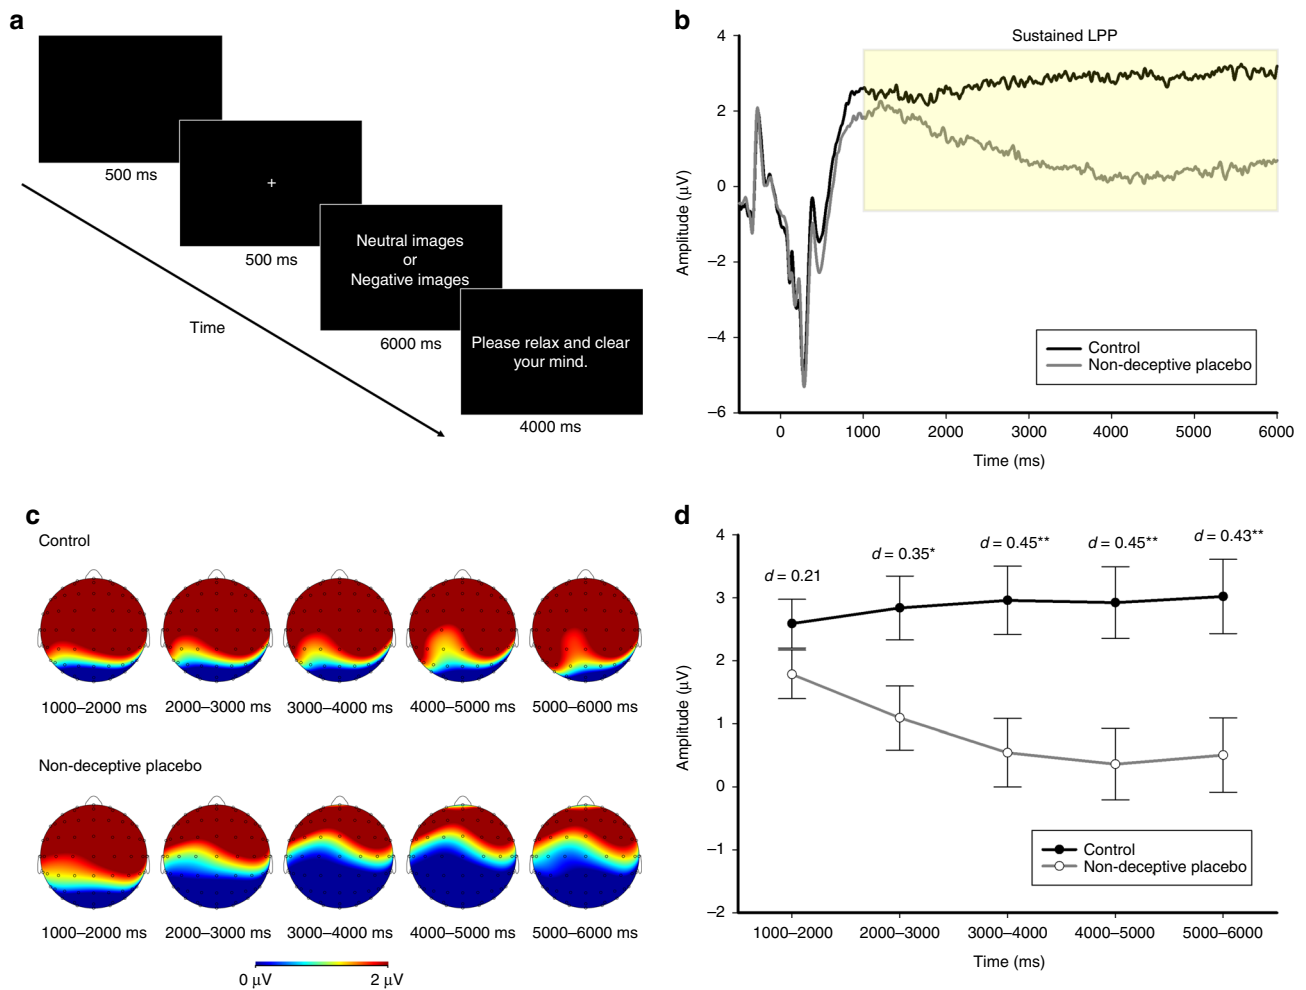 a
500 ms
+
500 ms
Neutral images
or
Negative images
6000 ms
Please relax and clear
your mind.
4000 ms
Time
b
Sustained LPP
4
2
0
−2
−4
−6
Amplitude (μV)
Control
Non-deceptive placebo
0 1000 2000 3000 4000 5000 6000
Time (ms)
c
Control
1000–2000 ms 2000–3000 ms 3000–4000 ms 4000–5000 ms 5000–6000 ms
Non-deceptive placebo
1000–2000 ms 2000–3000 ms 3000–4000 ms 4000–5000 ms 5000–6000 ms
0 μV 2 μV
d
d = 0.21 d = 0.35* d = 0.45** d = 0.45** d = 0.43**
4
3
2
1
0
−1
−2
Amplitude (μV)
Control
Non-deceptive placebo
1000–2000 2000–3000 3000–4000 4000–5000 5000–6000
Time (ms)